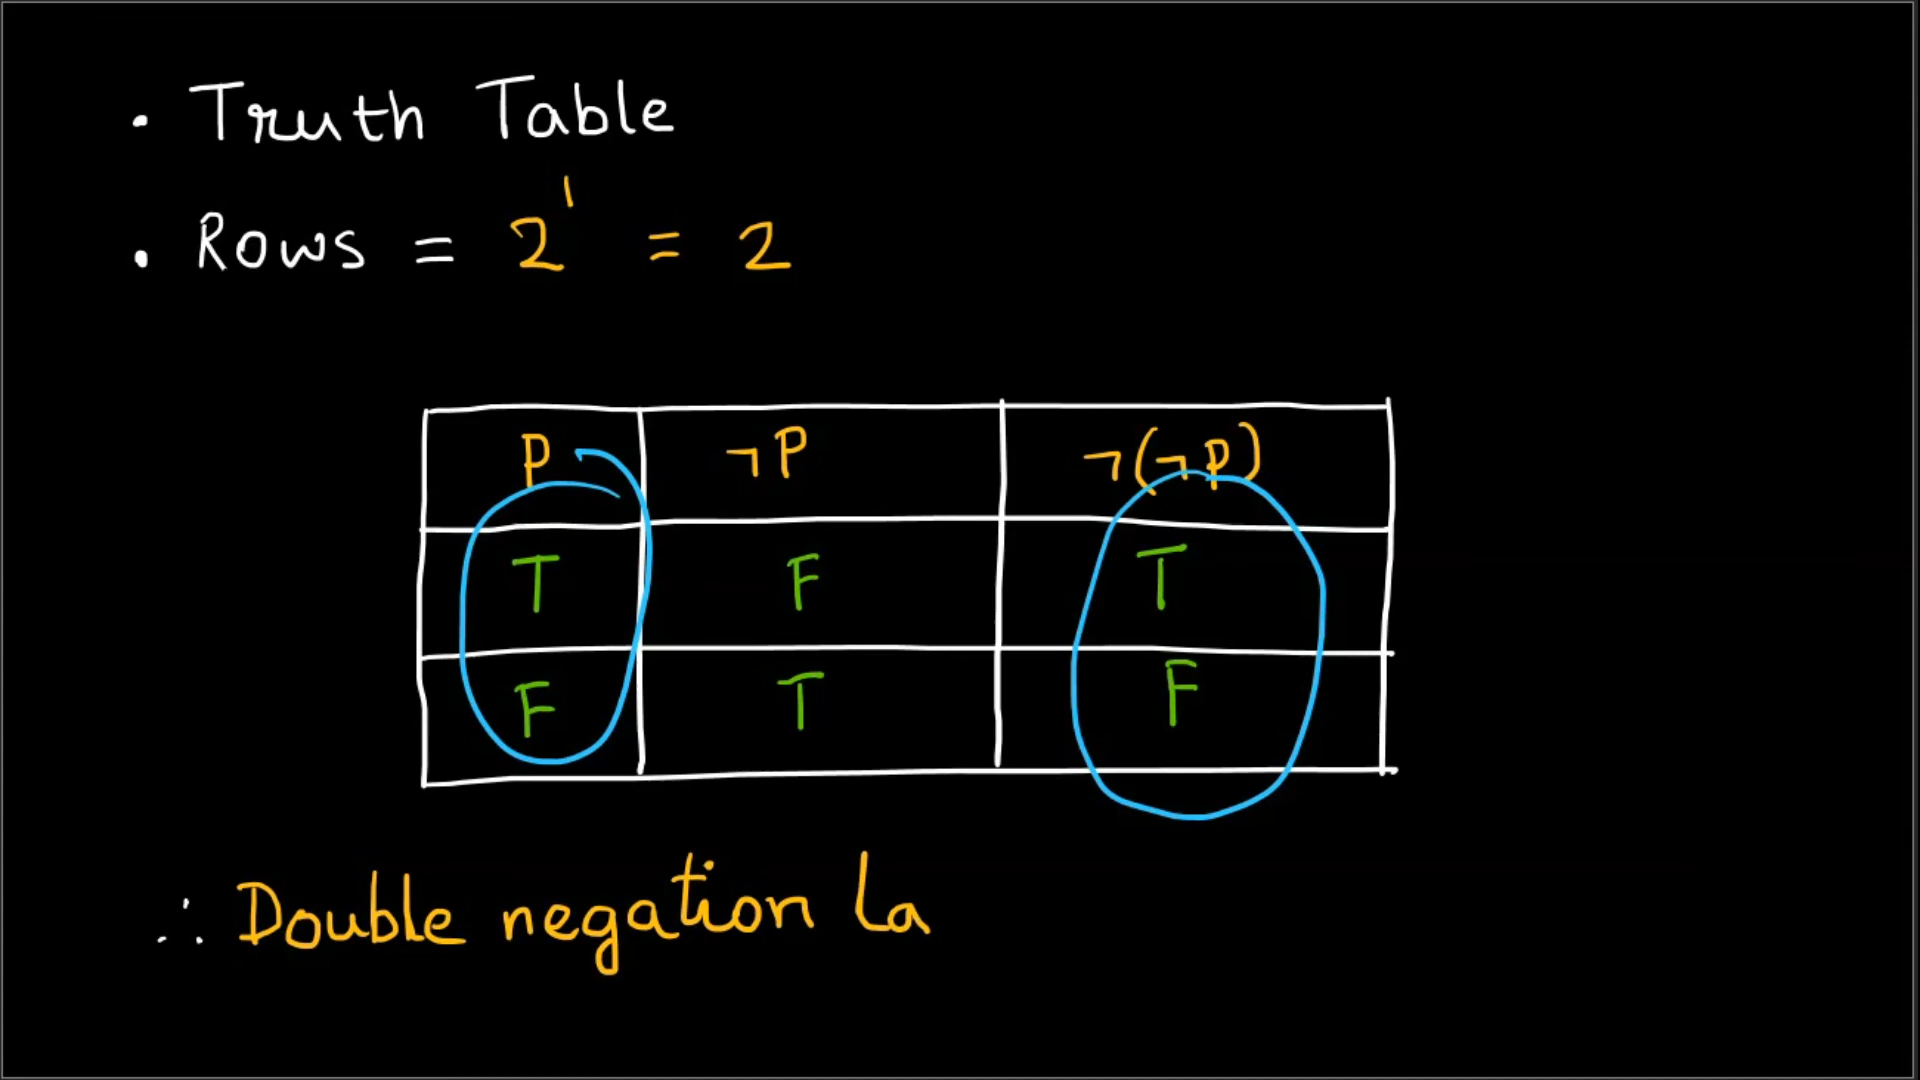 • Truth Table
• Rows = 2¹ = 2
P ¬P ¬(¬P)
T F T
F T F
∴ Double negation La